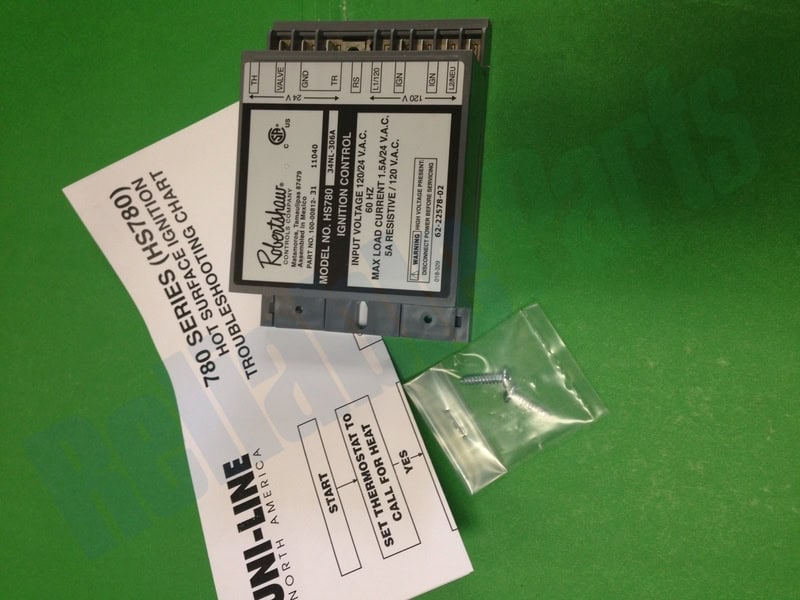 TH
VALVE
GND
TR
RS
L1/120
IGN
IGN
L2/NEU
24 V
120 V
Robertshaw®
CONTROLS COMPANY
Matamoros, Tamaulipas 87479
Assembled in Mexico
PART NO. 100-00812- 31 11040
C US
MODEL NO. HS780 34NL-306A
IGNITION CONTROL
INPUT VOLTAGE 120/24 V.A.C.
60 HZ
MAX LOAD CURRENT 1.5A/24 V.A.C.
5A RESISTIVE / 120 V.A.C.
WARNING HIGH VOLTAGE PRESENT:
DISCONNECT POWER BEFORE SERVICING
62-22578-02
780 SERIES (HS780)
HOT SURFACE IGNITION
TROUBLESHOOTING CHART
UNI-LINE
NORTH AMERICA
START
SET THERMOSTAT TO
CALL FOR HEAT
YES